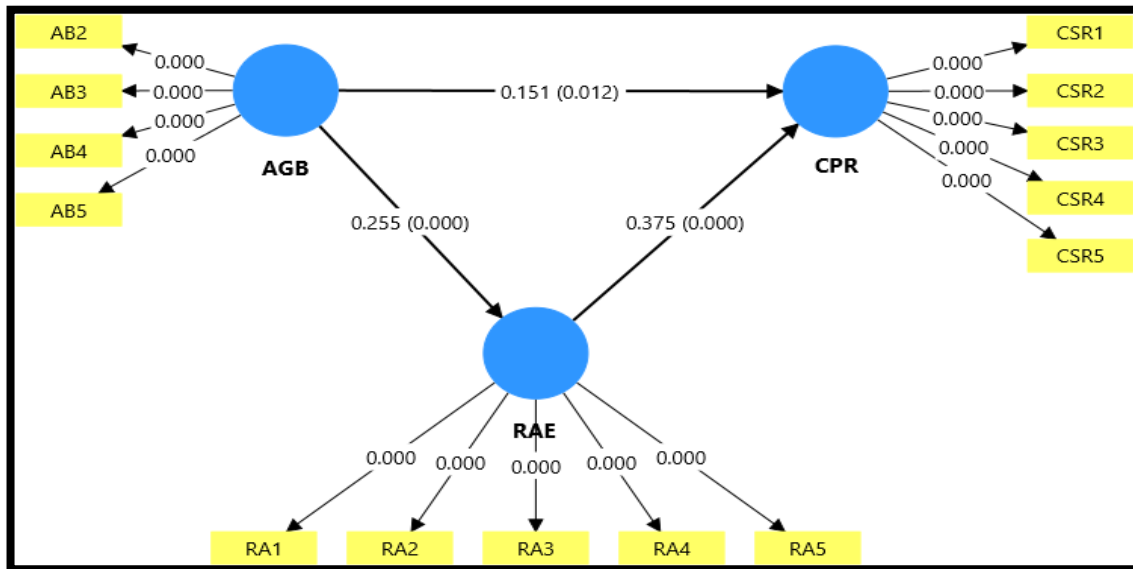 AB2
AB3
AB4
AB5
0.000
0.000
0.000
0.000
AGB
0.151 (0.012)
CPR
0.000
0.000
0.000
0.000
0.000
CSR1
CSR2
CSR3
CSR4
CSR5
0.255 (0.000)
0.375 (0.000)
RAE
0.000
0.000
0.000
0.000
0.000
RA1
RA2
RA3
RA4
RA5